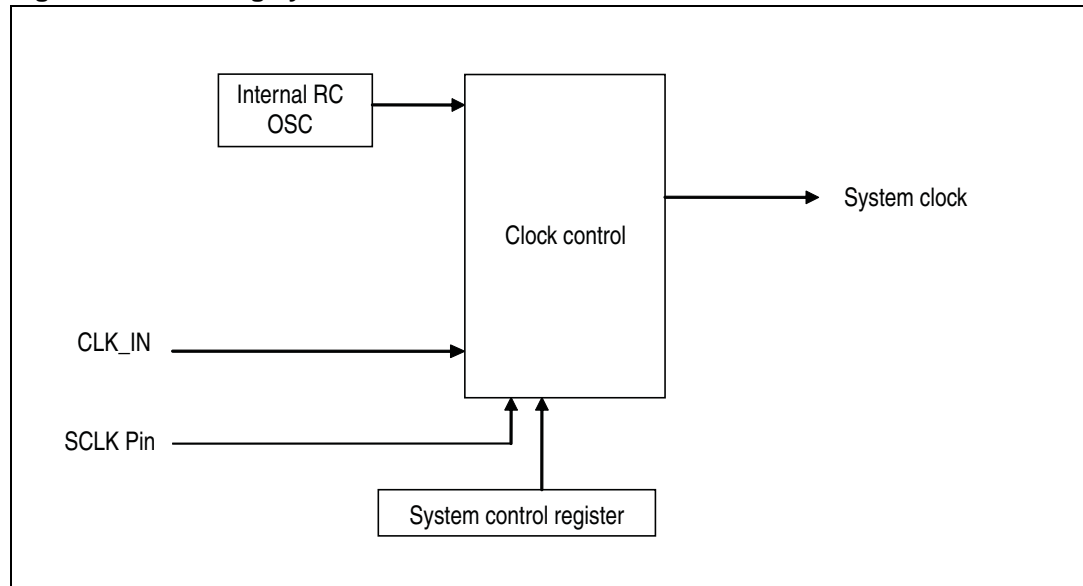 Internal RC
OSC
System clock
Clock control
CLK_IN
SCLK Pin
System control register